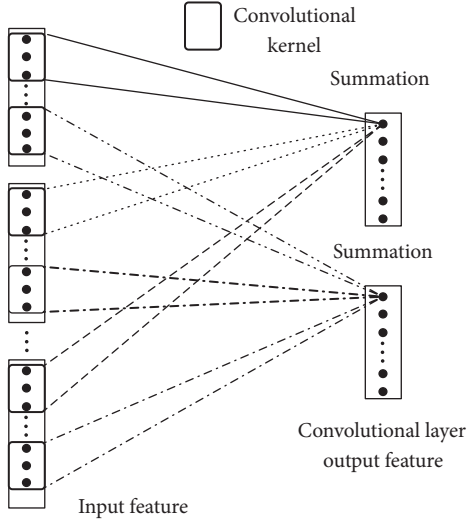 Convolutional
kernel
Summation
Summation
Convolutional layer
output feature
Input feature